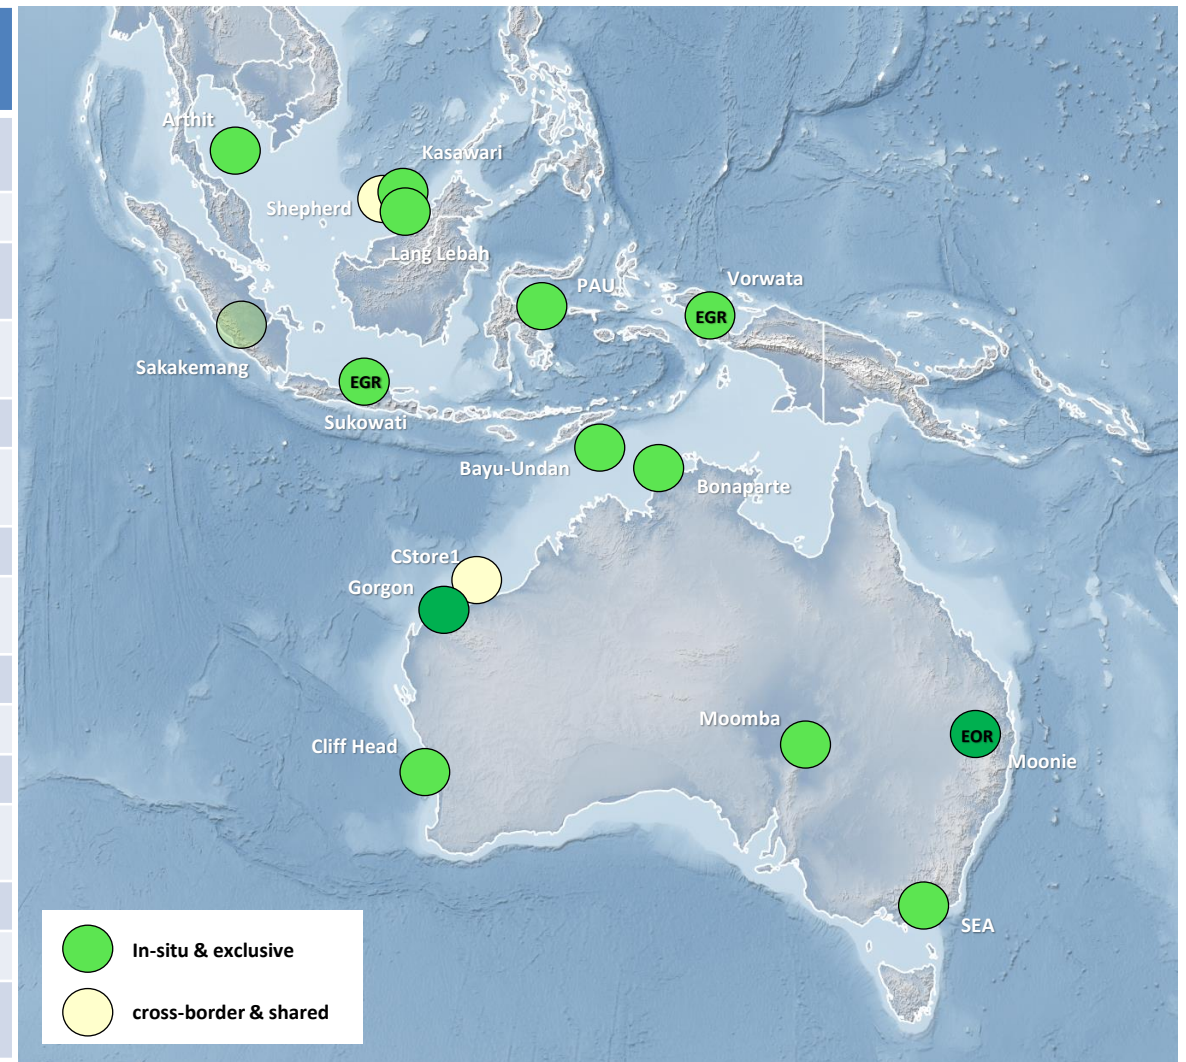 Arthit
Kasawari
Shepherd
Lang Lebah
PAU
Vorwata
EGR
Sakakemang
EGR
Sukowati
Bayu-Undan
Bonaparte
CStore1
Gorgon
Moomba
Cliff Head
EOR
Moonie
SEA
In-situ & exclusive
cross-border & shared